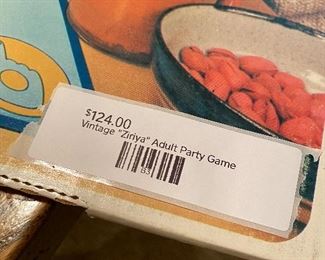 $124.00
Vintage "Ziriya" Adult Party Game
B3